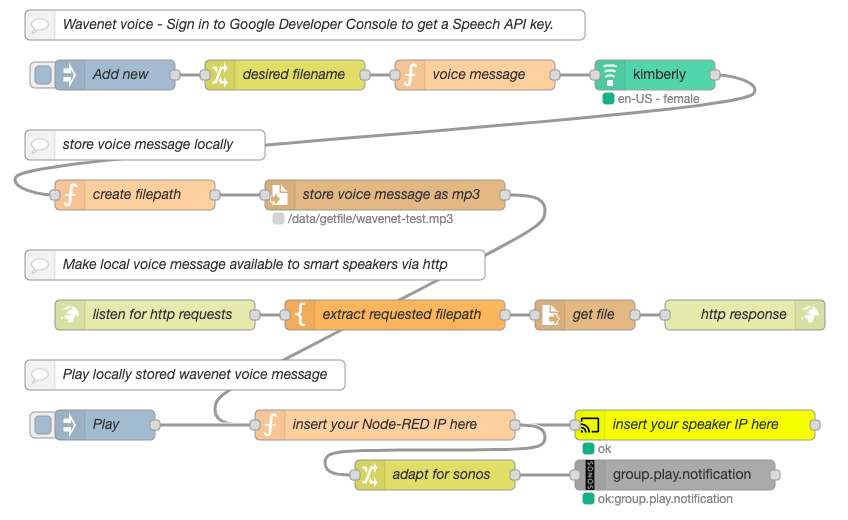 Wavenet voice - Sign in to Google Developer Console to get a Speech API key.
Add new
desired filename
voice message
kimberly
en-US - female
store voice message locally
create filepath
store voice message as mp3
/data/getfile/wavenet-test.mp3
Make local voice message available to smart speakers via http
listen for http requests
extract requested filepath
get file
http response
Play locally stored wavenet voice message
Play
insert your Node-RED IP here
insert your speaker IP here
ok
adapt for sonos
SONOS
group.play.notification
ok:group.play.notification